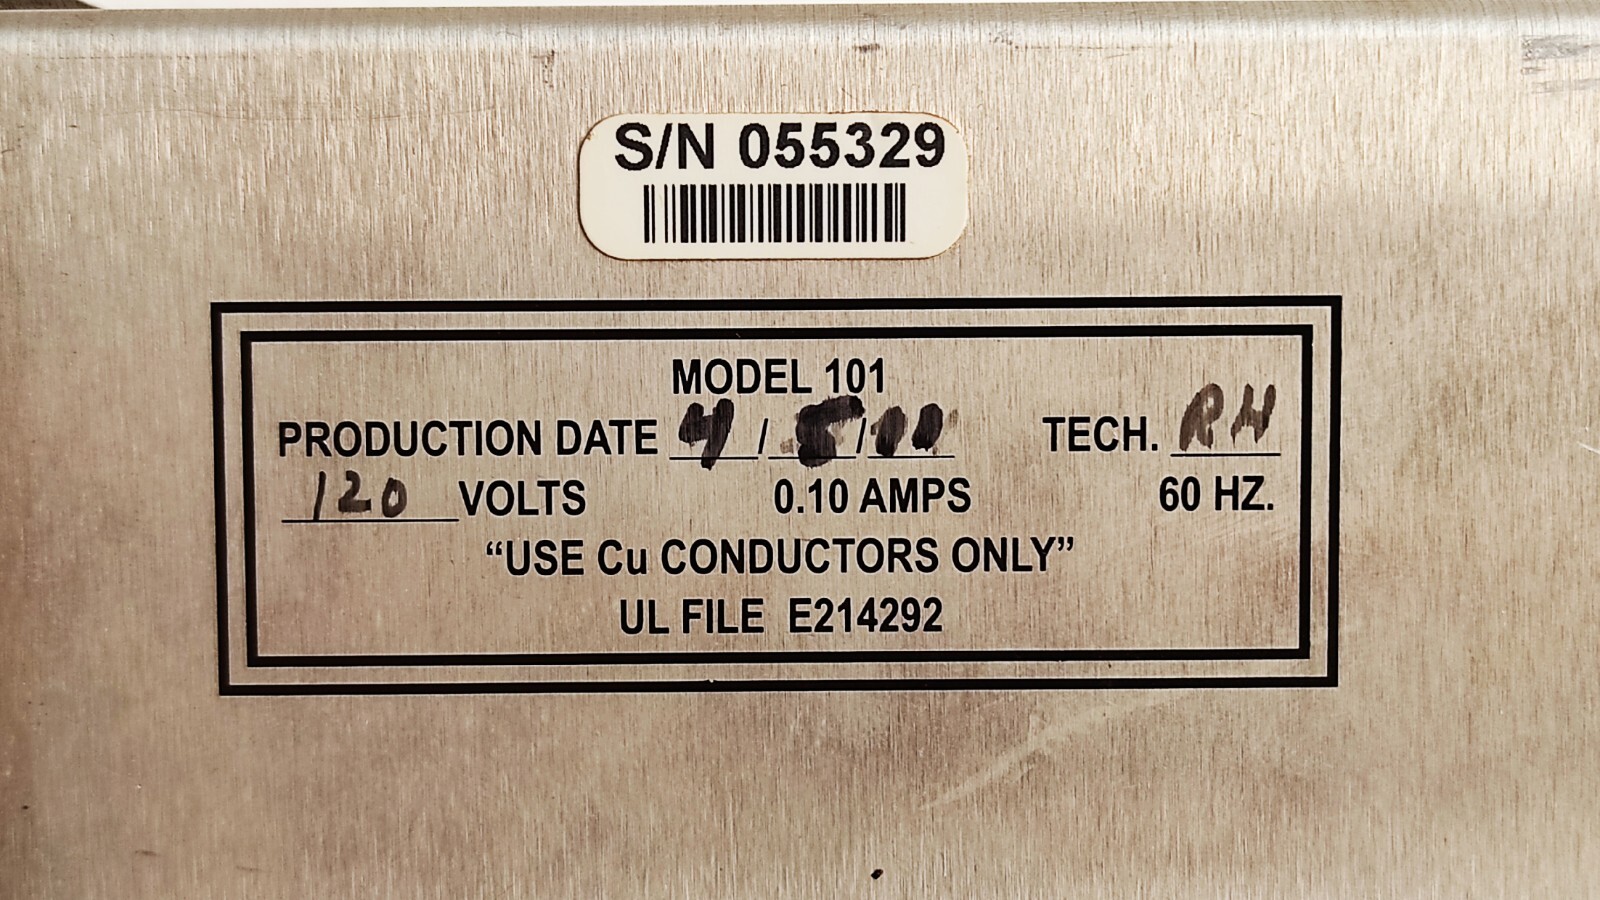 S/N 055329
MODEL 101
PRODUCTION DATE 4 / 8 / 11 TECH. RH
120 VOLTS 0.10 AMPS 60 HZ.
“USE Cu CONDUCTORS ONLY”
UL FILE E214292